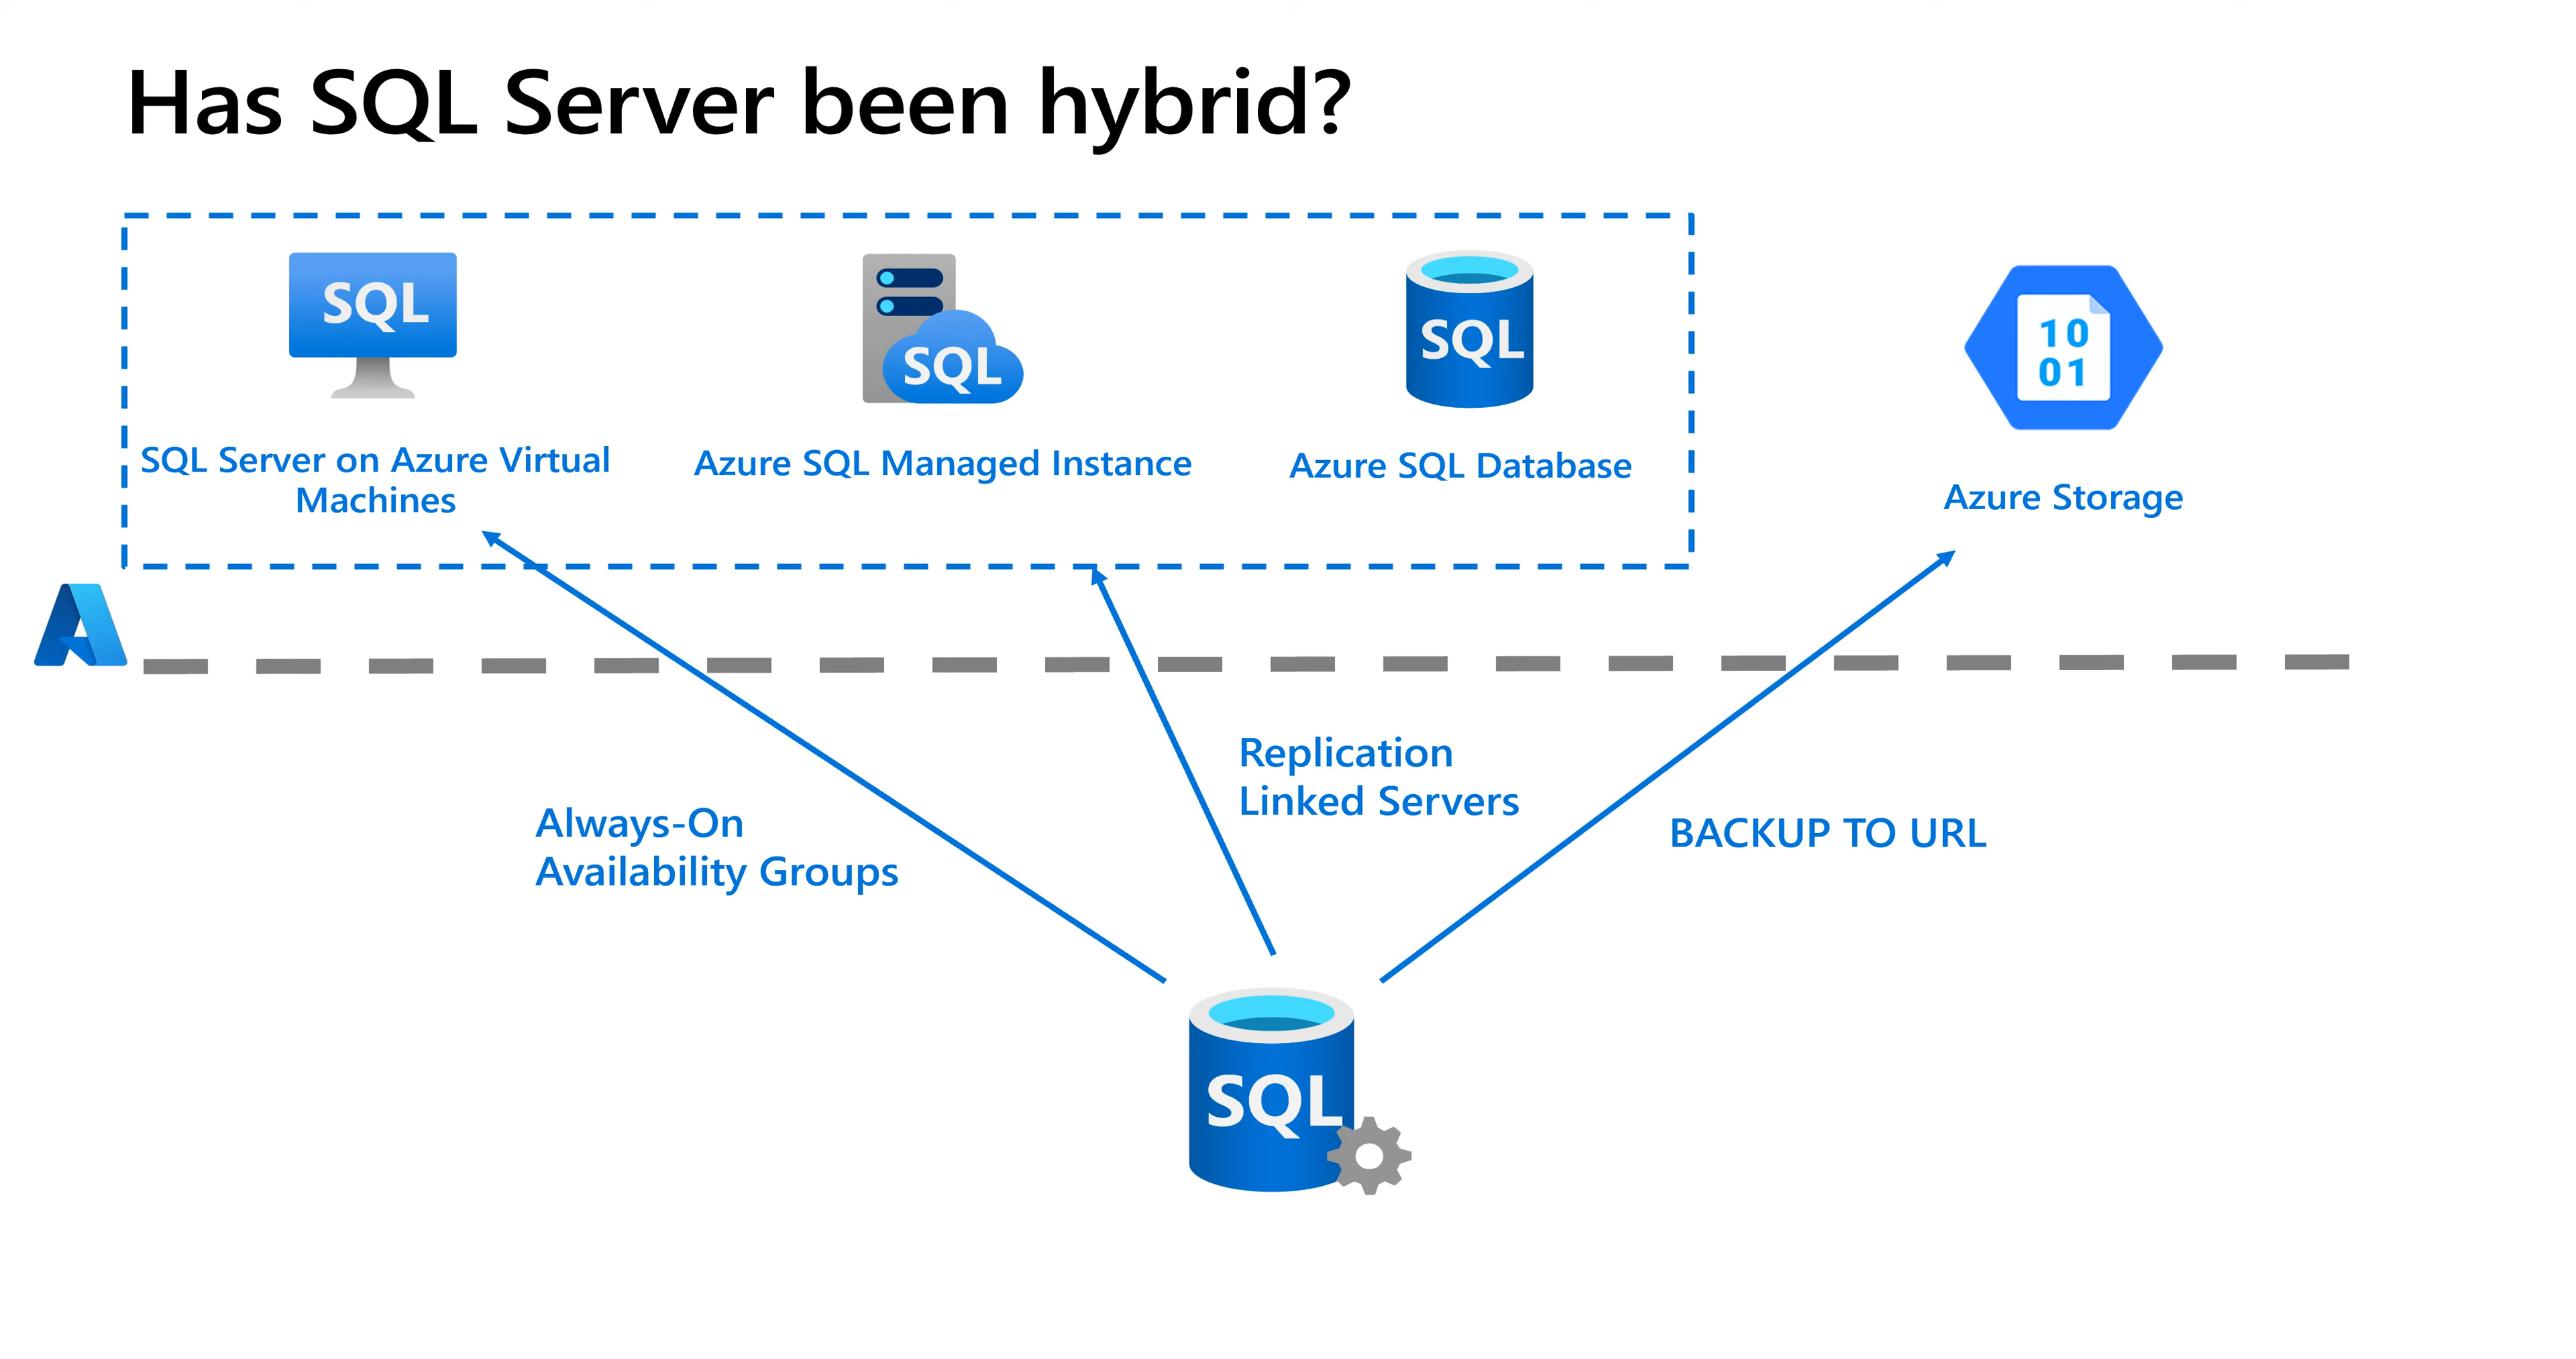 Has SQL Server been hybrid?
SQL
SQL
SQL
10
01
SQL Server on Azure Virtual
Machines
Azure SQL Managed Instance
Azure SQL Database
Azure Storage
Always-On
Availability Groups
Replication
Linked Servers
BACKUP TO URL
SQL